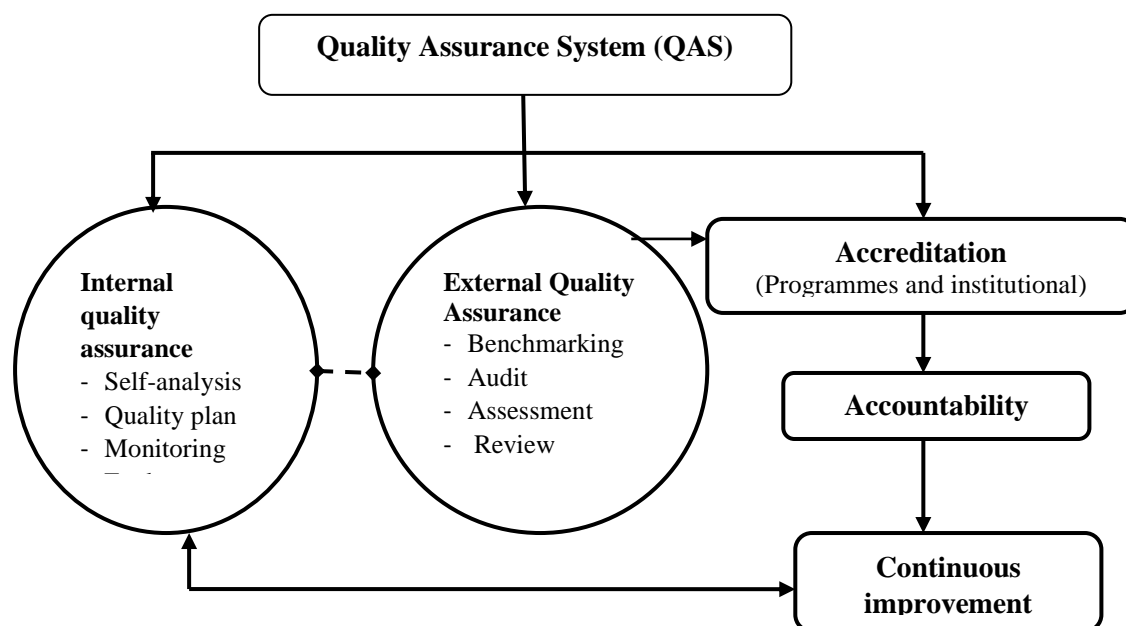 Quality Assurance System (QAS)
Internal
quality
assurance
- Self-analysis
- Quality plan
- Monitoring
External Quality
Assurance
- Benchmarking
- Audit
- Assessment
- Review
Accreditation
(Programmes and institutional)
Accountability
Continuous
improvement